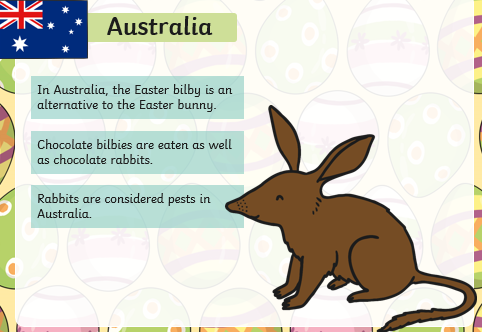 Australia
In Australia, the Easter bilby is an
alternative to the Easter bunny.
Chocolate bilbies are eaten as well
as chocolate rabbits.
Rabbits are considered pests in
Australia.